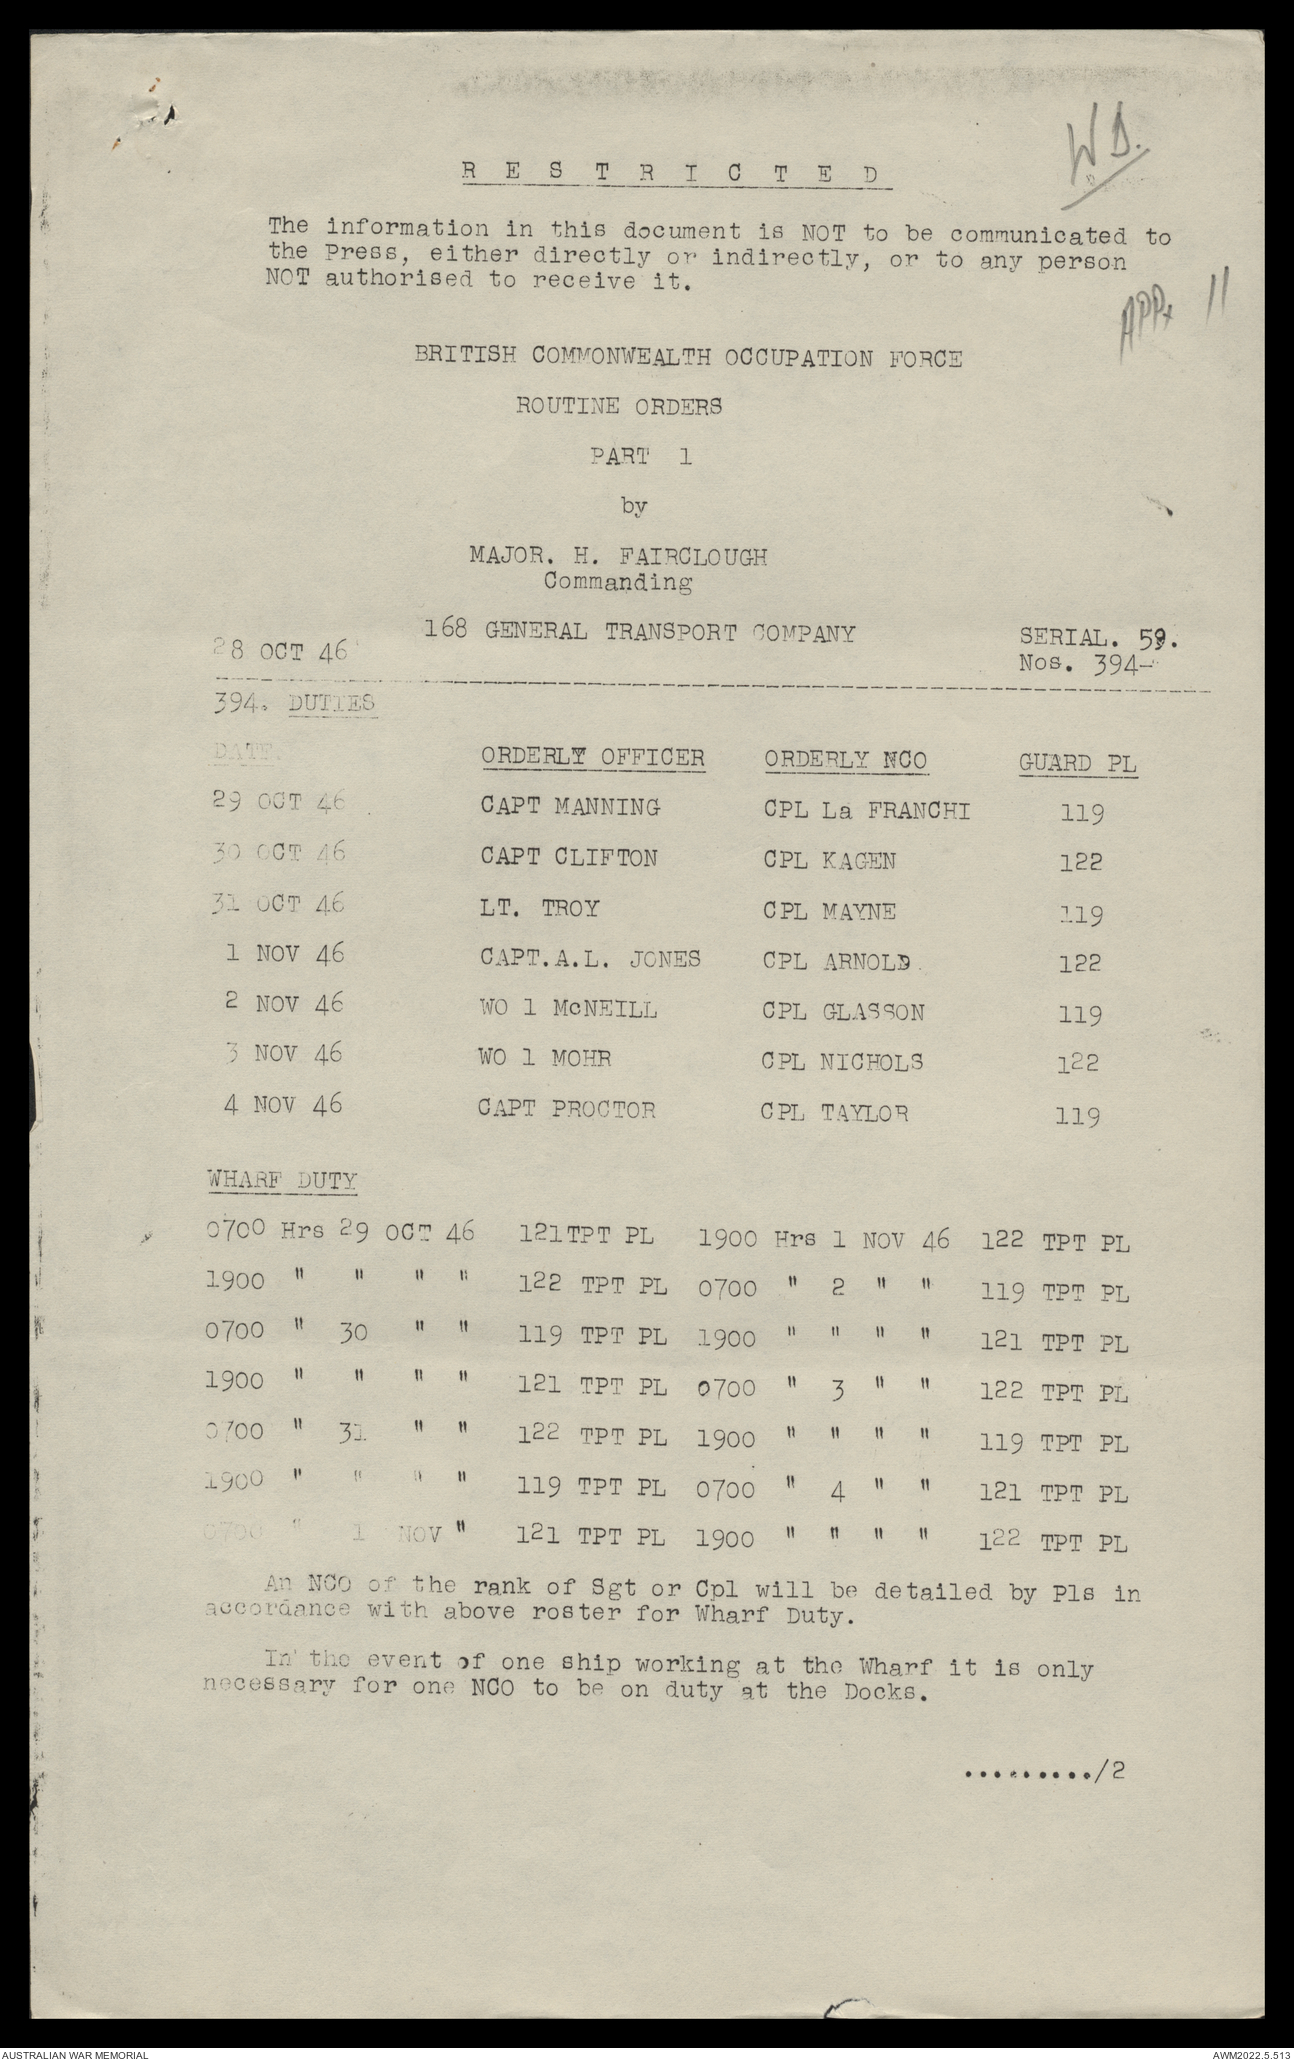 W D.
R E S T R I C T E D
The information in this document is NOT to be communicated to
the Press, either directly or indirectly, or to any person
NOT authorised to receive it.
APPx 11
BRITISH COMMONWEALTH OCCUPATION FORCE
ROUTINE ORDERS
PART 1
by
MAJOR. H. FAIRCLOUGH
Commanding
168 GENERAL TRANSPORT COMPANY
28 OCT 46 SERIAL. 59.
Nos. 394-
394. DUTIES
DATE. ORDERLY OFFICER ORDERLY NCO GUARD PL
29 OCT 46 CAPT MANNING CPL La FRANCHI 119
30 OCT 46 CAPT CLIFTON CPL KAGEN 122
31 OCT 46 LT. TROY CPL MAYNE 119
1 NOV 46 CAPT.A.L. JONES CPL ARNOLD. 122
2 NOV 46 WO 1 McNEILL CPL GLASSON 119
3 NOV 46 WO 1 MOHR CPL NICHOLS 122
4 NOV 46 CAPT PROCTOR CPL TAYLOR 119
WHARF DUTY
0700 Hrs 29 OCT 46 121TPT PL 1900 Hrs 1 NOV 46 122 TPT PL
1900 " " " " 122 TPT PL 0700 " 2 " " 119 TPT PL
0700 " 30 " " 119 TPT PL 1900 " " " " 121 TPT PL
1900 " " " " 121 TPT PL 0700 " 3 " " 122 TPT PL
0700 " 31 " " 122 TPT PL 1900 " " " " 119 TPT PL
1900 " " " " 119 TPT PL 0700 " 4 " " 121 TPT PL
0700 " 1 NOV " 121 TPT PL 1900 " " " " 122 TPT PL
An NCO of the rank of Sgt or Cpl will be detailed by Pls in
accordance with above roster for Wharf Duty.
In the event of one ship working at the Wharf it is only
necessary for one NCO to be on duty at the Docks.
........./2
AUSTRALIAN WAR MEMORIAL AWM2022.5.513